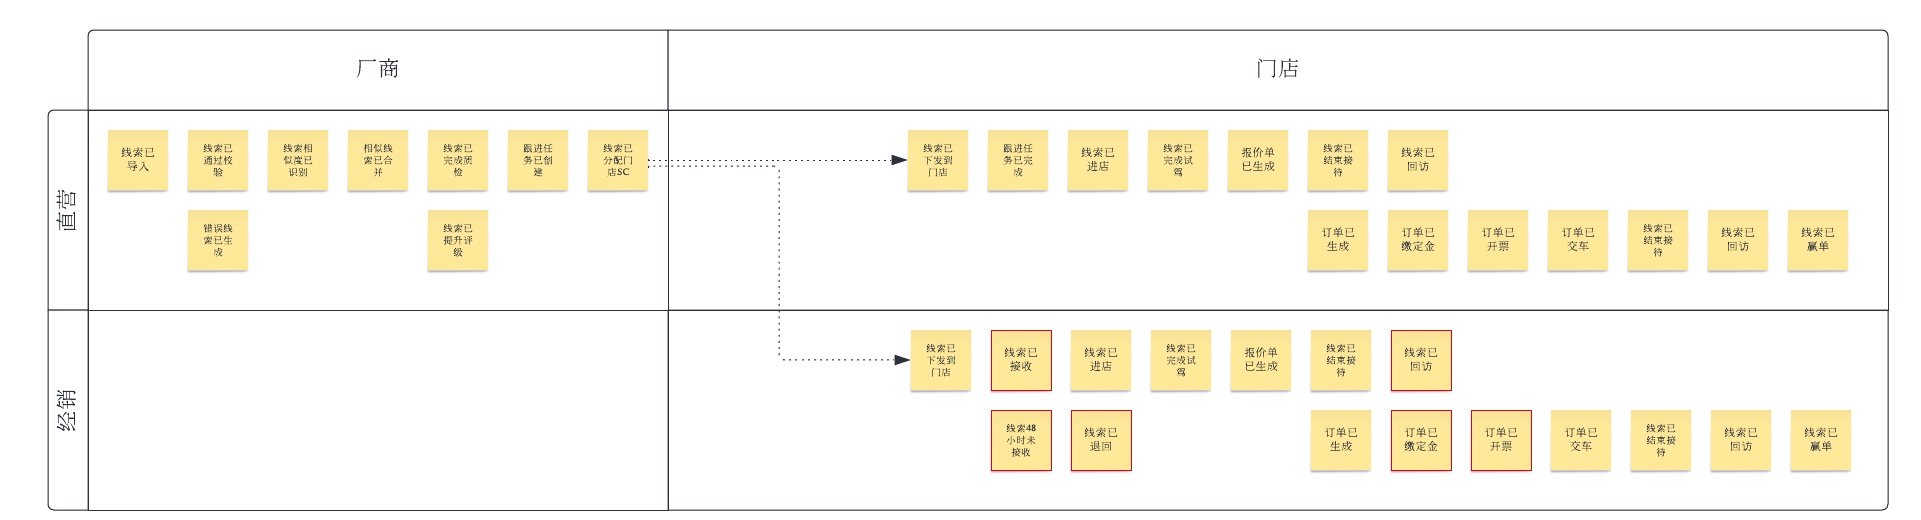 厂商
门店
直营
线索已
导入
线索已
通过校
验
线索相
似度已
识别
相似线
索已合
并
线索已
完成质
检
跟进任
务已创
建
线索已
分配门
店SC
线索已
下发到
门店
跟进任
务已完
成
线索已
进店
线索已
完成试
驾
报价单
已生成
线索已
结束接
待
线索已
回访
错误线
索已生
成
线索已
提升评
级
订单已
生成
订单已
缴定金
订单已
开票
订单已
交车
线索已
结束接
待
线索已
回访
线索已
赢单
经销
线索已
下发到
门店
线索已
接收
线索已
进店
线索已
完成试
驾
报价单
已生成
线索已
结束接
待
线索已
回访
线索48
小时未
接收
线索已
退回
订单已
生成
订单已
缴定金
订单已
开票
订单已
交车
线索已
结束接
待
线索已
回访
线索已
赢单